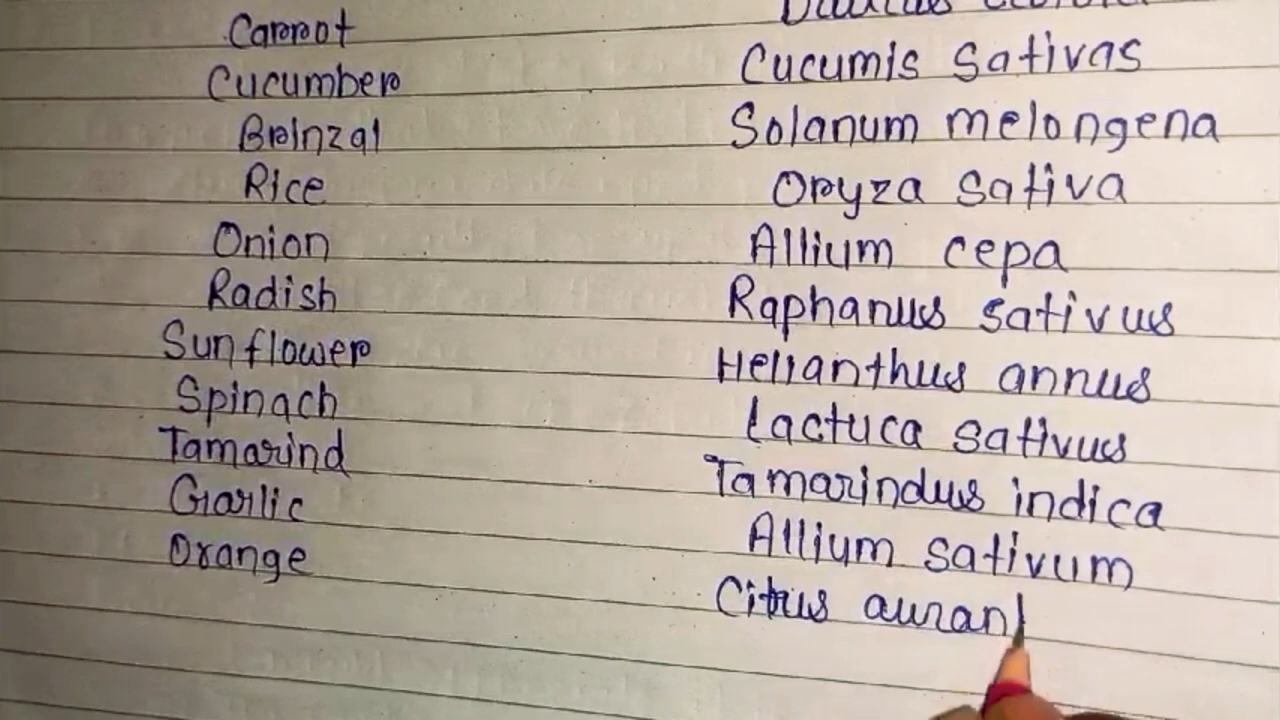 Carrot
Cucumis Sativas
Cucumber
Solanum melongena
Brinzal
Oryza Sativa
Rice
Allium cepa
Onion
Raphanus sativus
Radish
Helianthus annus
Sunflower
Lactuca sativus
Spinach
Tamarindus indica
Tamarind
Allium sativum
Garlic
Citrus auran
Orange